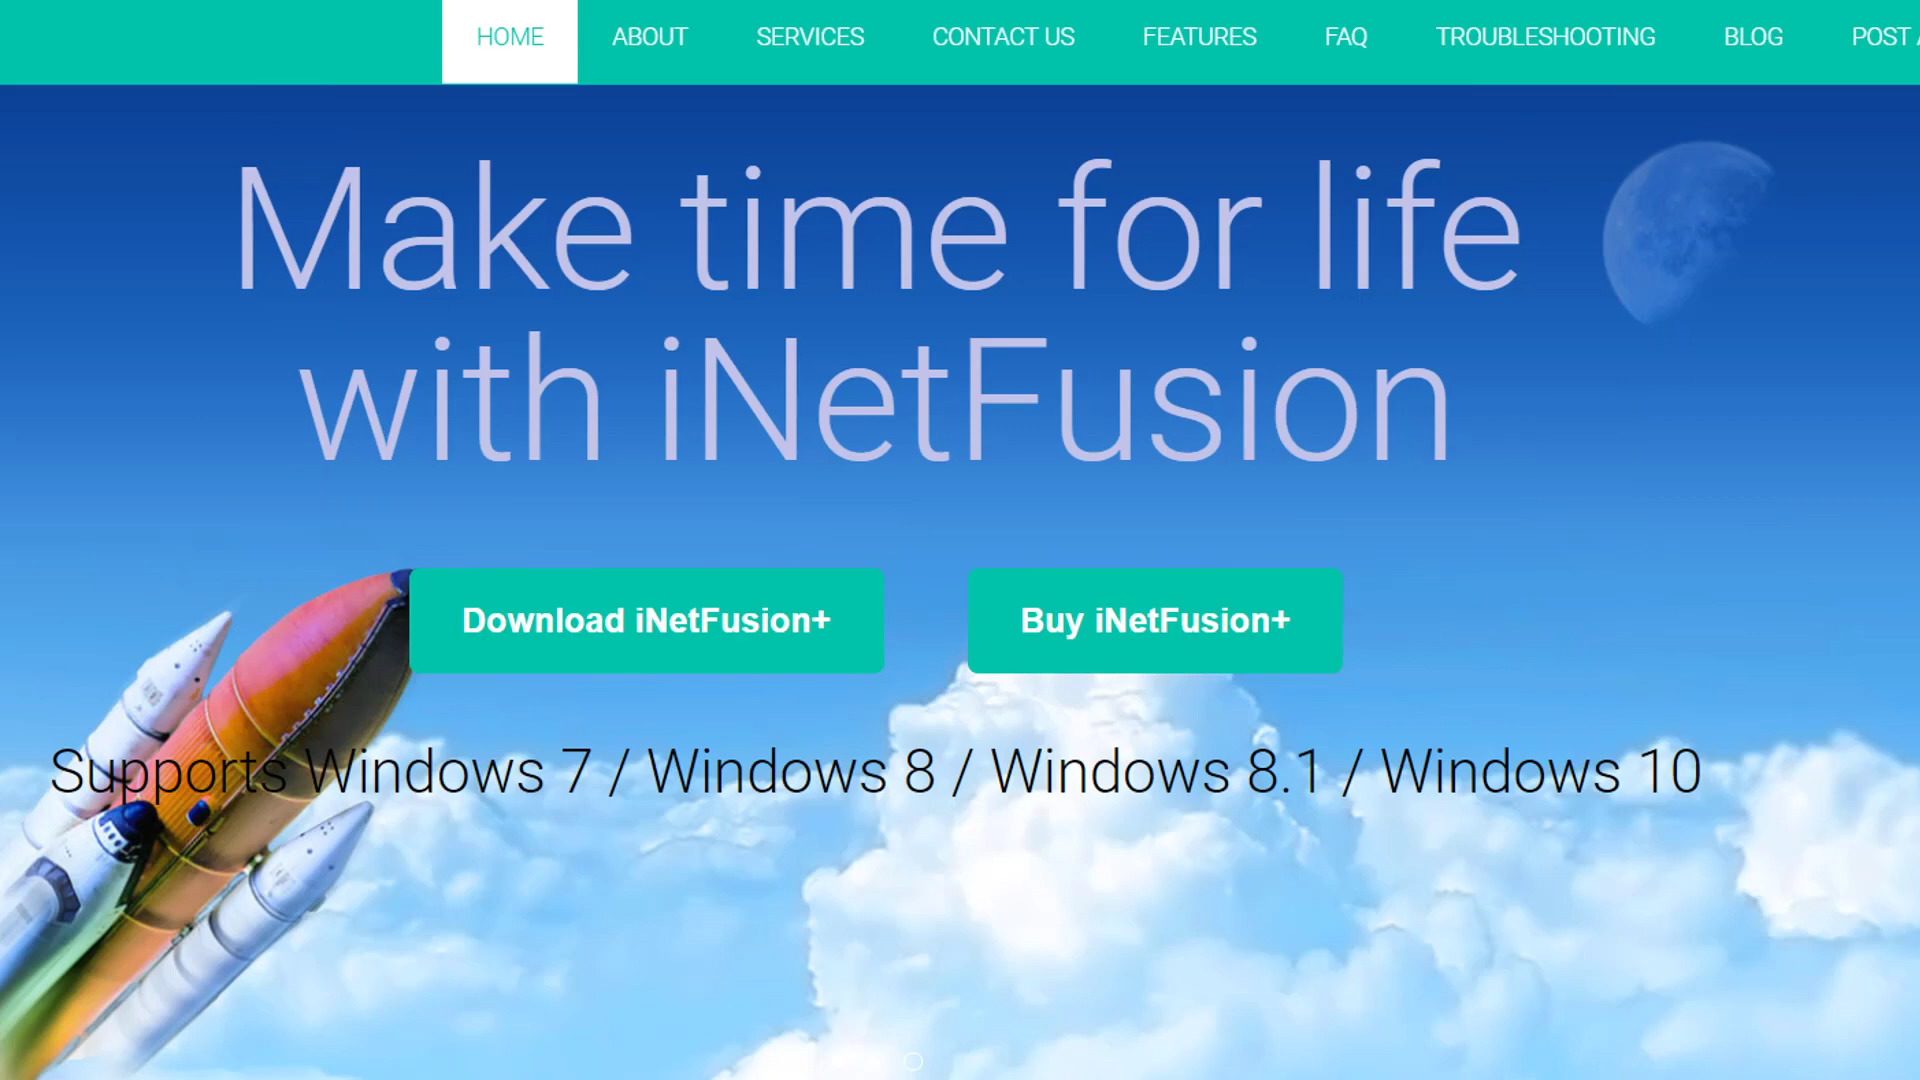 HOME ABOUT SERVICES CONTACT US FEATURES FAQ TROUBLESHOOTING BLOG POST
Make time for life
with iNetFusion
Download iNetFusion+ Buy iNetFusion+
Supports Windows 7 / Windows 8 / Windows 8.1 / Windows 10